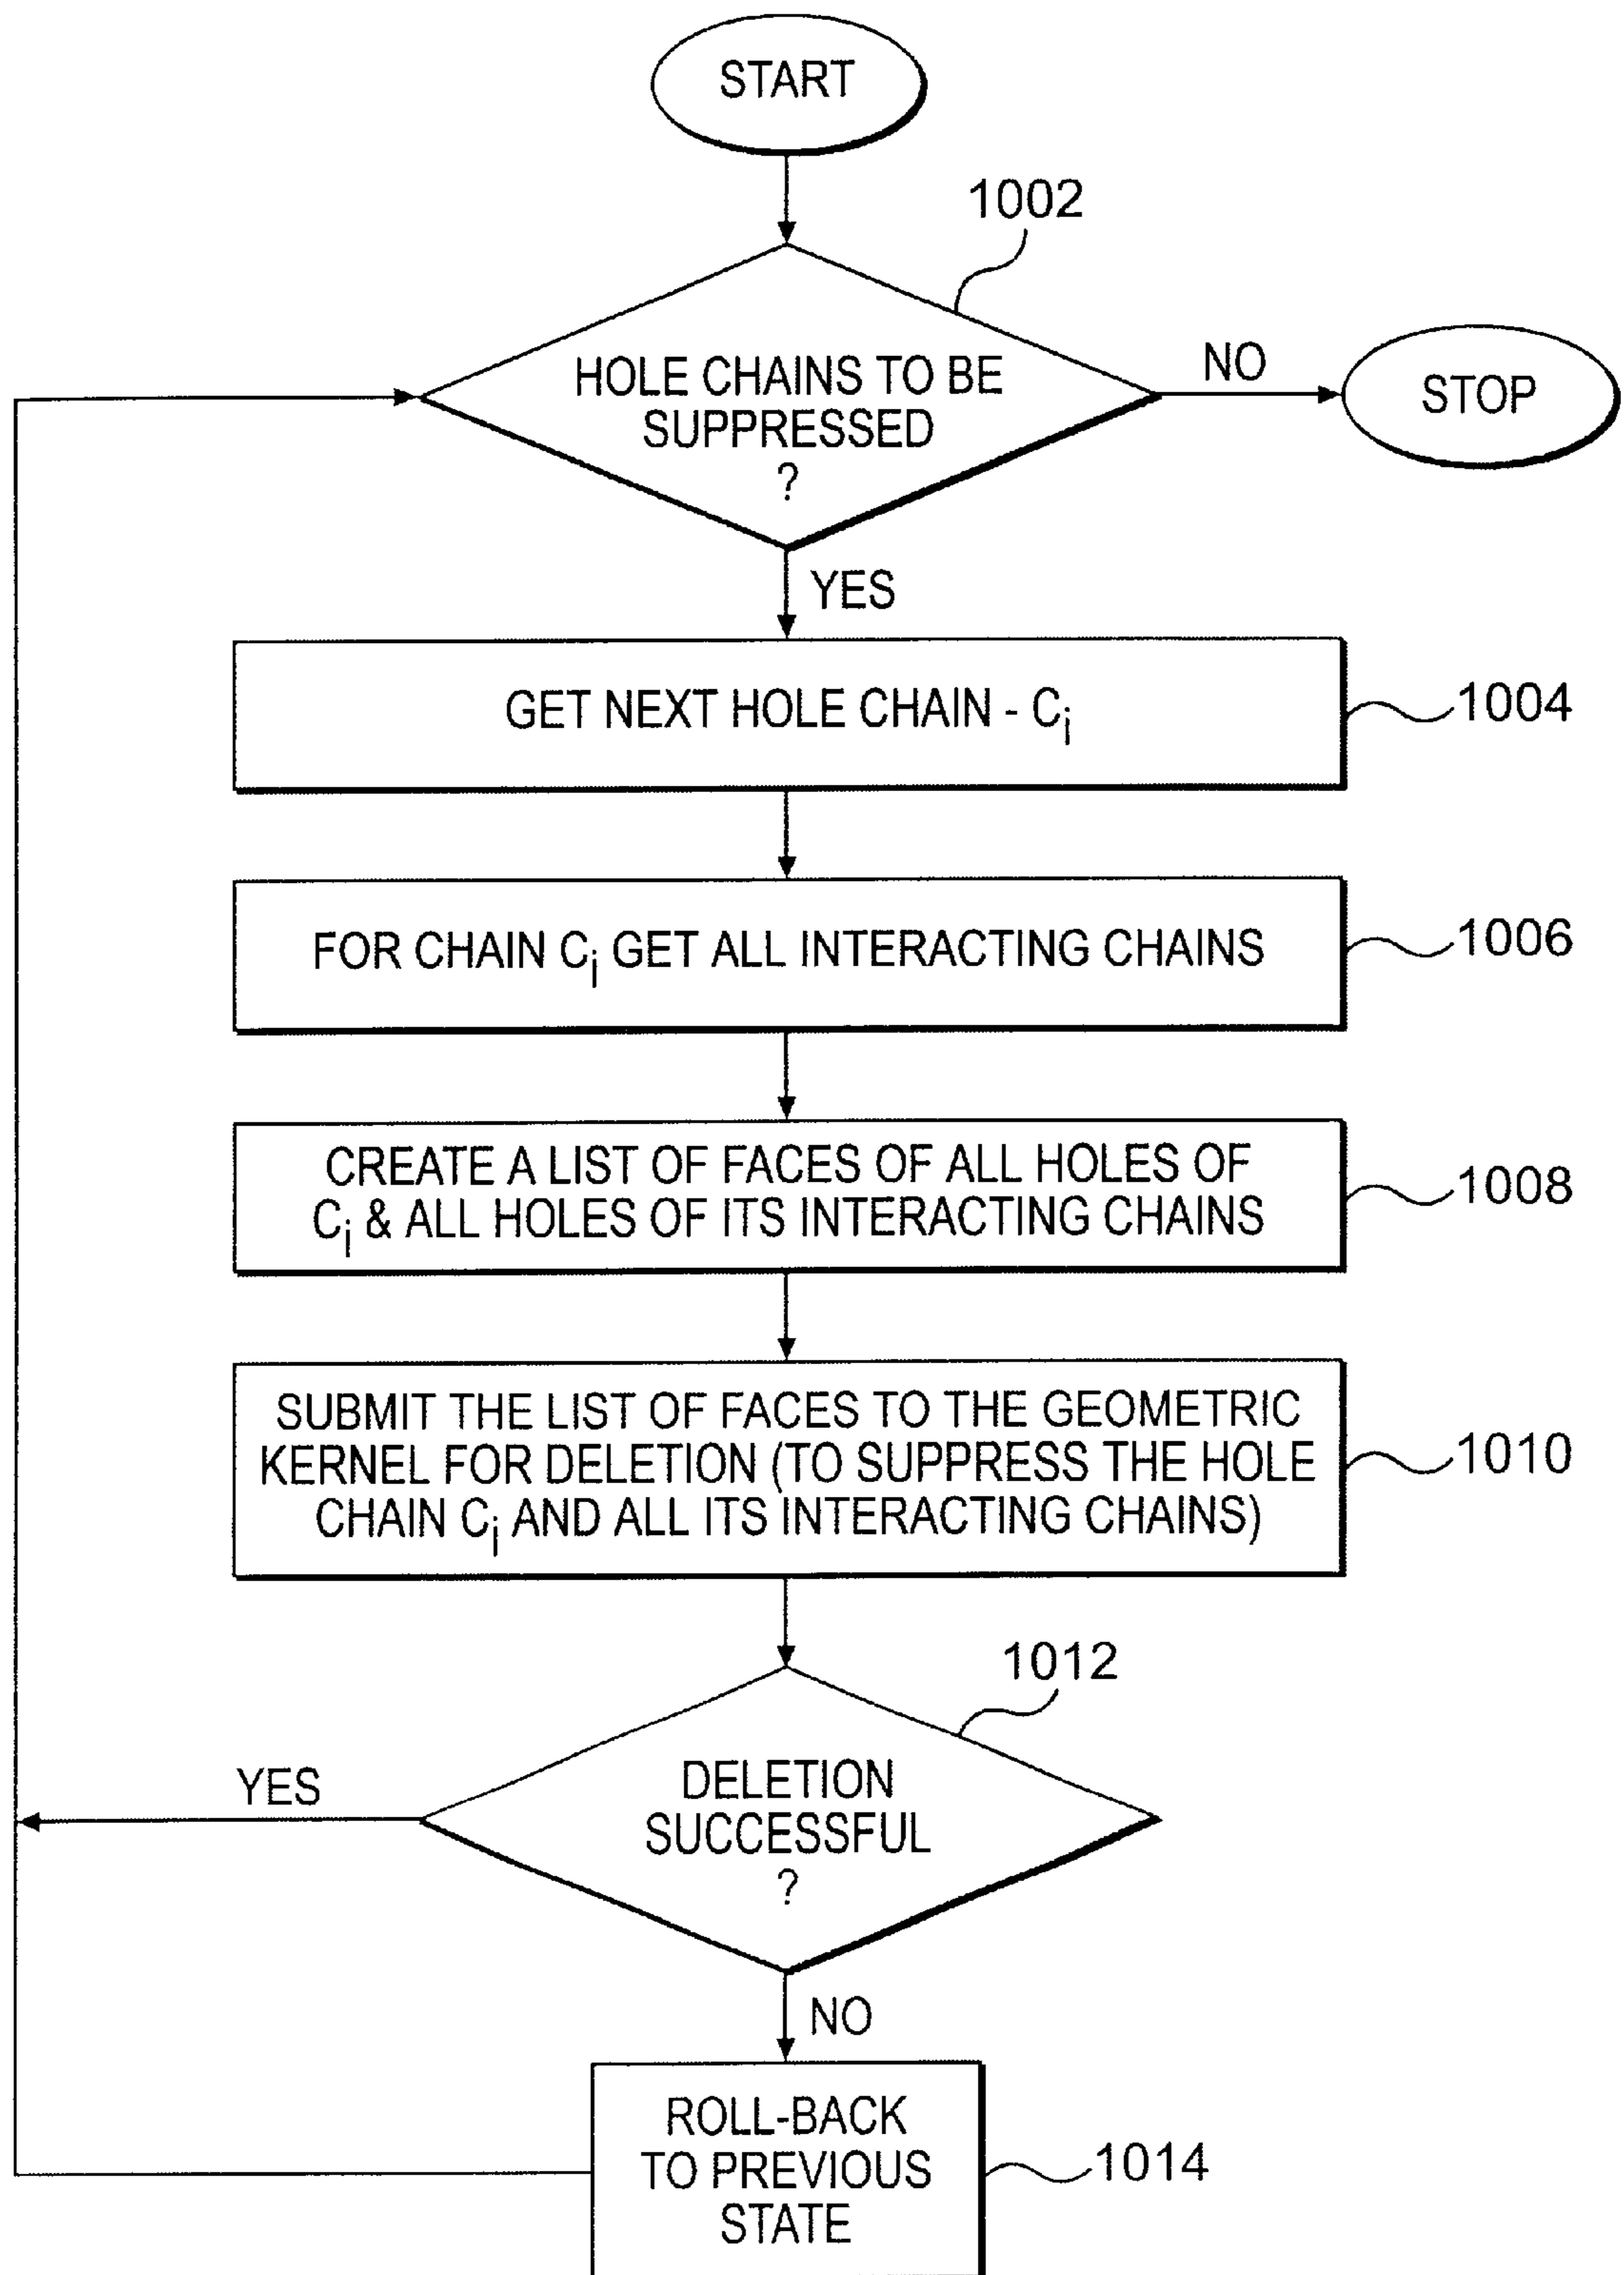 START
1002
HOLE CHAINS TO BE
SUPPRESSED
?
NO
STOP
YES
GET NEXT HOLE CHAIN - Ci
1004
FOR CHAIN Ci GET ALL INTERACTING CHAINS
1006
CREATE A LIST OF FACES OF ALL HOLES OF
Ci & ALL HOLES OF ITS INTERACTING CHAINS
1008
SUBMIT THE LIST OF FACES TO THE GEOMETRIC
KERNEL FOR DELETION (TO SUPPRESS THE HOLE
CHAIN Ci AND ALL ITS INTERACTING CHAINS)
1010
1012
DELETION
SUCCESSFUL
?
YES
NO
ROLL-BACK
TO PREVIOUS
STATE
1014